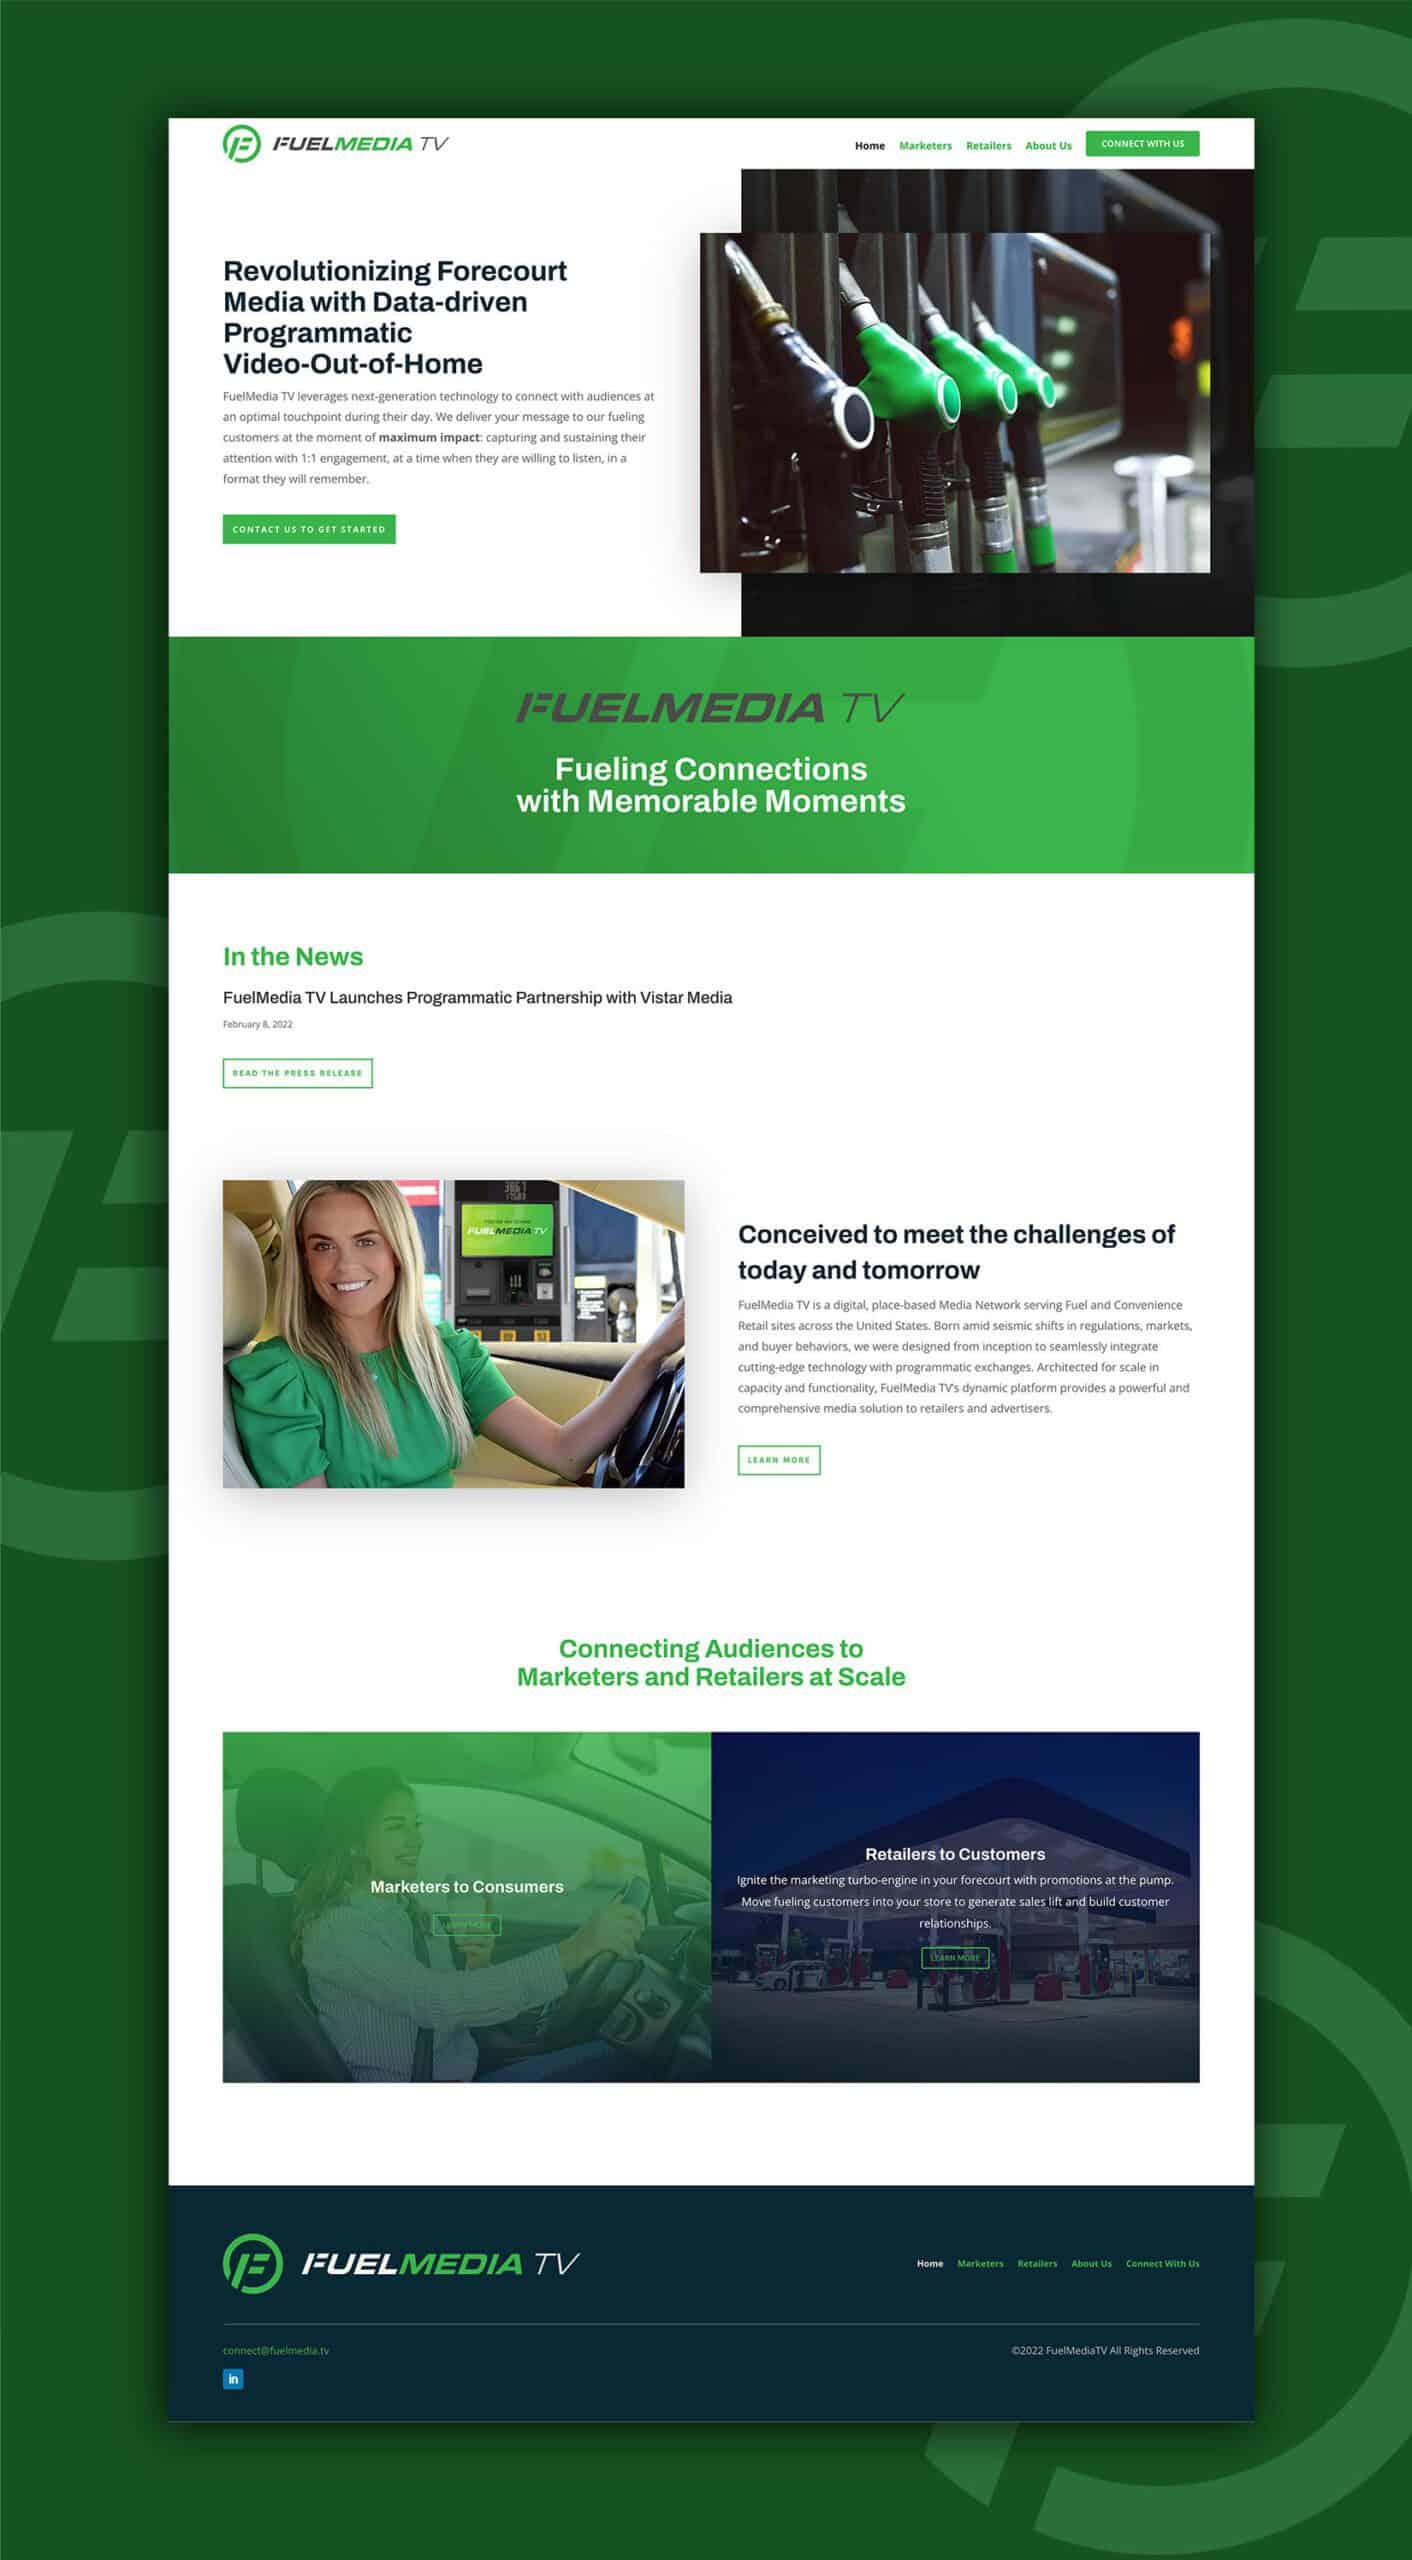 FUELMEDIA TV
Home Marketers Retailers About Us CONNECT WITH US
Revolutionizing Forecourt
Media with Data-driven
Programmatic
Video-Out-of-Home
FuelMedia TV leverages next-generation technology to connect with audiences at
an optimal touchpoint during their day. We deliver your message to our fueling
customers at the moment of maximum impact: capturing and sustaining their
attention with 1:1 engagement, at a time when they are willing to listen, in a
format they will remember.
CONTACT US TO GET STARTED
FUELMEDIA TV
Fueling Connections
with Memorable Moments
In the News
FuelMedia TV Launches Programmatic Partnership with Vistar Media
February 8, 2022
READ THE PRESS RELEASE
FUELMEDIA TV
Conceived to meet the challenges of
today and tomorrow
FuelMedia TV is a digital, place-based Media Network serving Fuel and Convenience
Retail sites across the United States. Born amid seismic shifts in regulations, markets,
and buyer behaviors, we were designed from inception to seamlessly integrate
cutting-edge technology with programmatic exchanges. Architected for scale in
capacity and functionality, FuelMedia TV's dynamic platform provides a powerful and
comprehensive media solution to retailers and advertisers.
LEARN MORE
Connecting Audiences to
Marketers and Retailers at Scale
Marketers to Consumers
LEARN MORE
Retailers to Customers
Ignite the marketing turbo-engine in your forecourt with promotions at the pump.
Move fueling customers into your store to generate sales lift and build customer
relationships.
LEARN MORE
FUELMEDIA TV
Home Marketers Retailers About Us Connect With Us
connect@fuelmedia.tv
©2022 FuelMediaTV All Rights Reserved
in